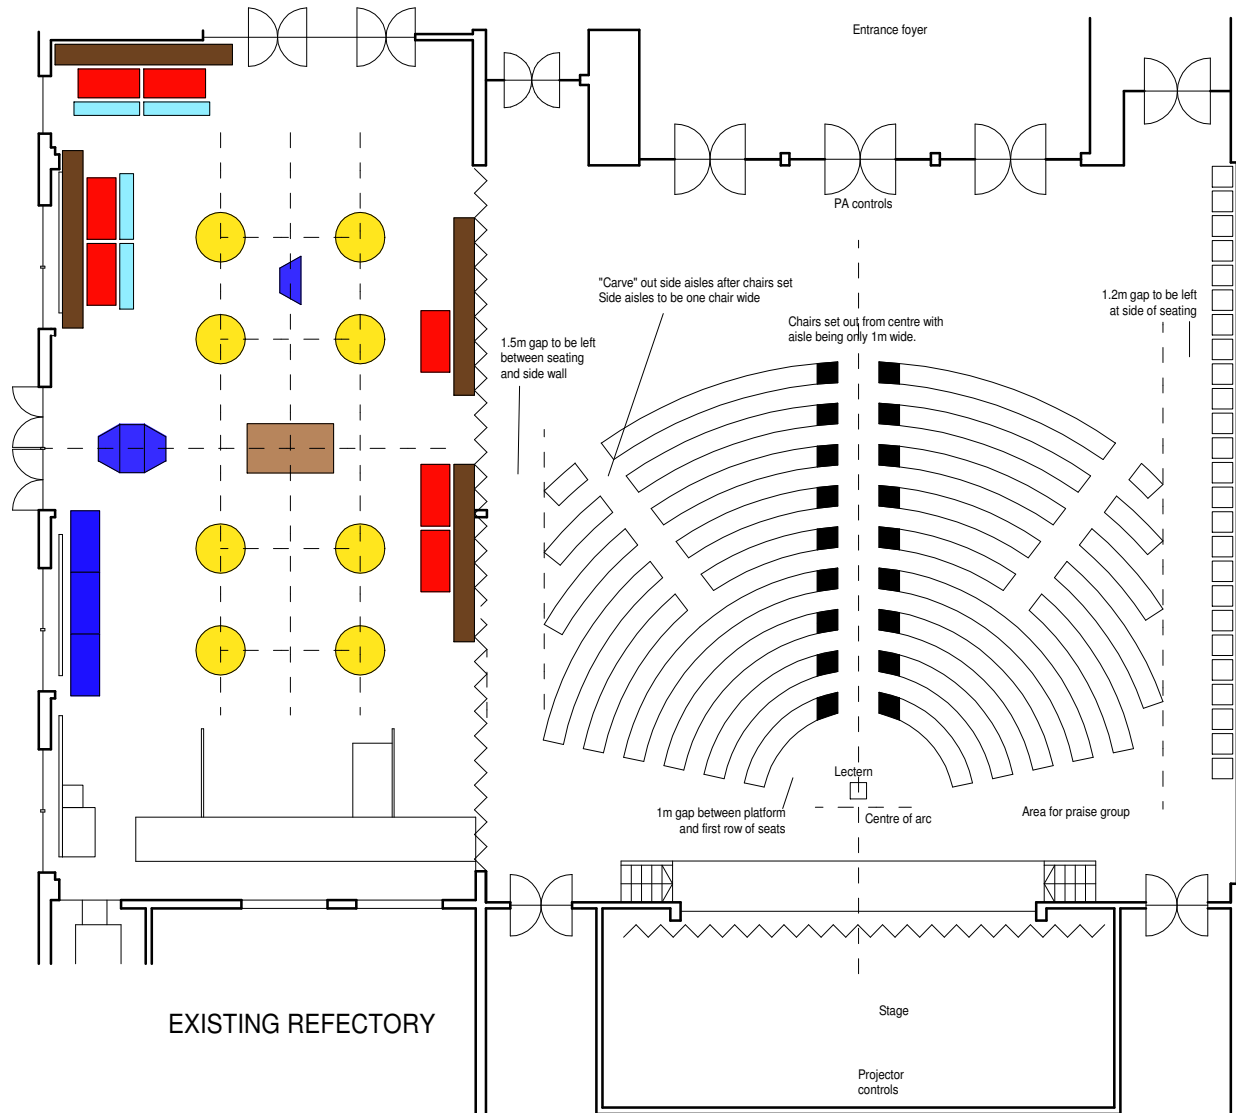 Entrance foyer
PA controls
"Carve" out side aisles after chairs set
Side aisles to be one chair wide
1.2m gap to be left
at side of seating
Chairs set out from centre with
aisle being only 1m wide.
1.5m gap to be left
between seating
and side wall
Lectern
1m gap between platform
and first row of seats
Centre of arc
Area for praise group
EXISTING REFECTORY
Stage
Projector
controls